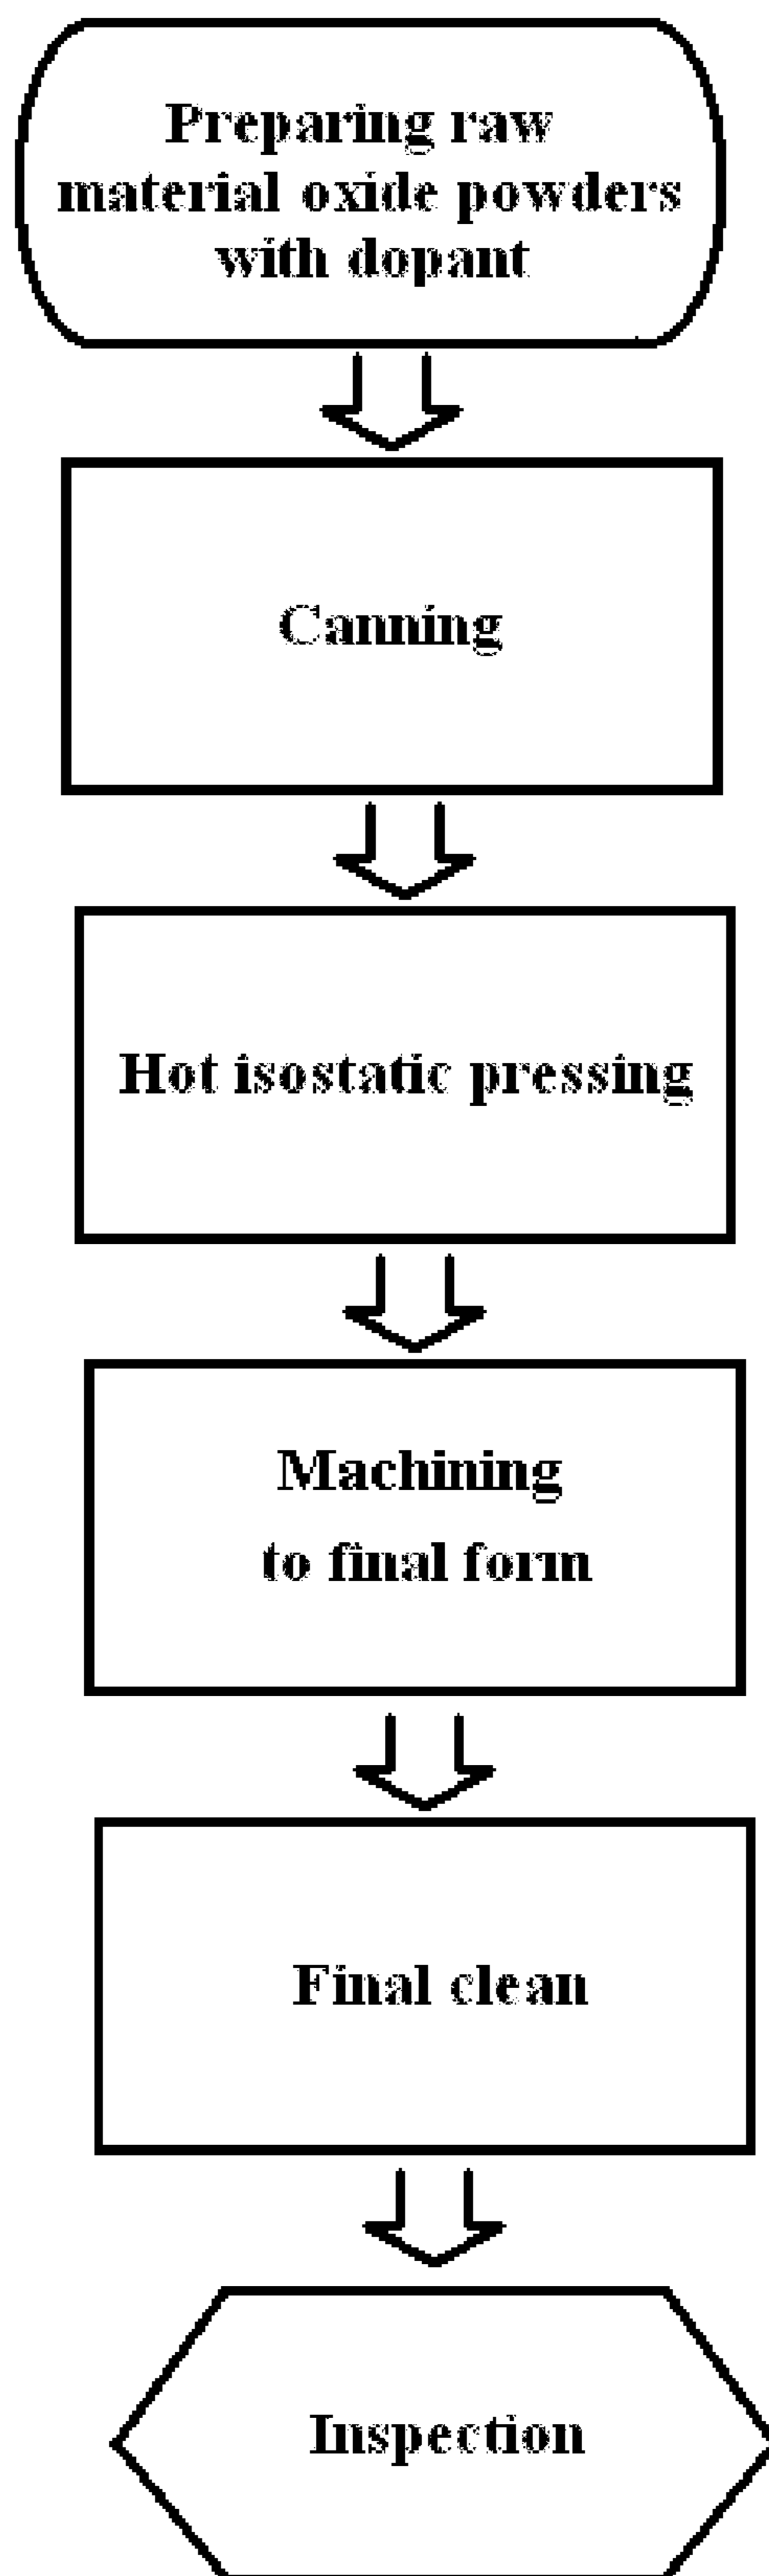 Preparing raw
material oxide powders
with dopant
Canning
Hot isostatic pressing
Machining
to final form
Final clean
Inspection